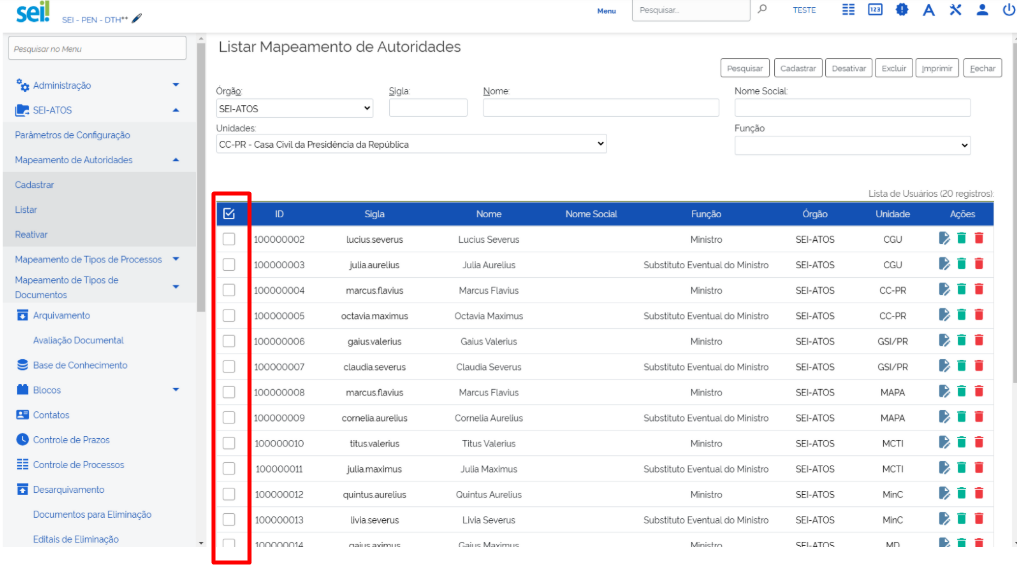 sei!
SEI - PEN - DTH**
Menu
Pesquisar...
TESTE
123
Pesquisar no Menu
Administração
SEI-ATOS
Parâmetros de Configuração
Mapeamento de Autoridades
Cadastrar
Listar
Reativar
Mapeamento de Tipos de Processos
Mapeamento de Tipos de
Documentos
Arquivamento
Avaliação Documental
Base de Conhecimento
Blocos
Contatos
Controle de Prazos
Controle de Processos
Desarquivamento
Documentos para Eliminação
Editais de Eliminação
Listar Mapeamento de Autoridades
Pesquisar Cadastrar Desativar Excluir Imprimir Fechar
Órgão: Sigla: Nome: Nome Social:
SEI-ATOS
Unidades: Função
CC-PR - Casa Civil da Presidência da República
Lista de Usuários (20 registros):
ID Sigla Nome Nome Social Função Órgão Unidade Ações
100000002 lucius.severus Lucius Severus Ministro SEI-ATOS CGU
100000003 julia.aurelius Julia Aurelius Substituto Eventual do Ministro SEI-ATOS CGU
100000004 marcus.flavius Marcus Flavius Ministro SEI-ATOS CC-PR
100000005 octavia.maximus Octavia Maximus Substituto Eventual do Ministro SEI-ATOS CC-PR
100000006 gaius.valerius Gaius Valerius Ministro SEI-ATOS GSI/PR
100000007 claudia.severus Claudia Severus Substituto Eventual do Ministro SEI-ATOS GSI/PR
100000008 marcus.flavius Marcus Flavius Ministro SEI-ATOS MAPA
100000009 cornelia.aurelius Cornelia Aurelius Substituto Eventual do Ministro SEI-ATOS MAPA
100000010 titus.valerius Titus Valerius Ministro SEI-ATOS MCTI
100000011 julia.maximus Julia Maximus Substituto Eventual do Ministro SEI-ATOS MCTI
100000012 quintus.aurelius Quintus Aurelius Ministro SEI-ATOS MinC
100000013 livia.severus Livia Severus Substituto Eventual do Ministro SEI-ATOS MinC
100000014 gaius.aximus Gaius Maximus Ministro SEI-ATOS MD